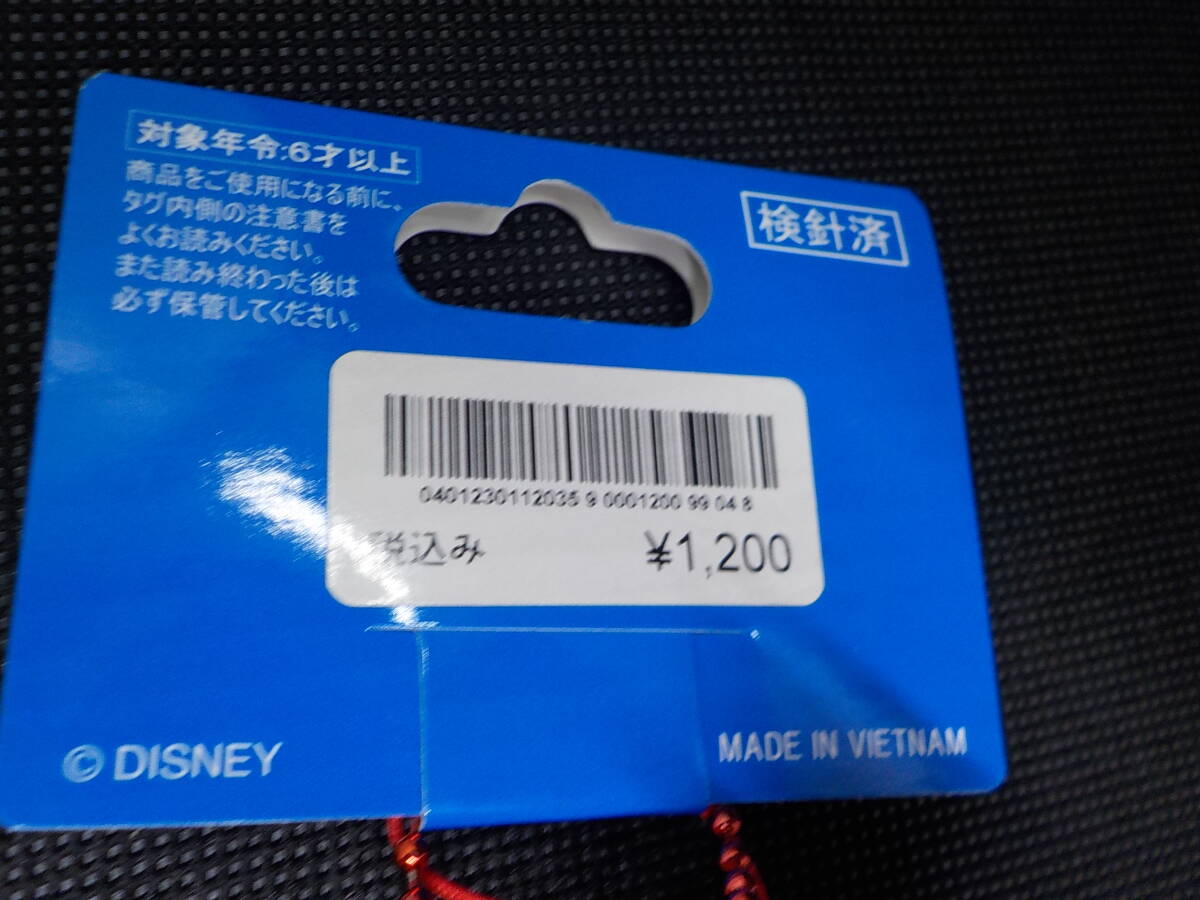 対象年令:6才以上
商品をご使用になる前に、
タグ内側の注意書を
よくお読みください。
また読み終わった後は
必ず保管してください。
検針済
0401230112035 9 0001200 99 04 8
税込み ¥1,200
© DISNEY
MADE IN VIETNAM